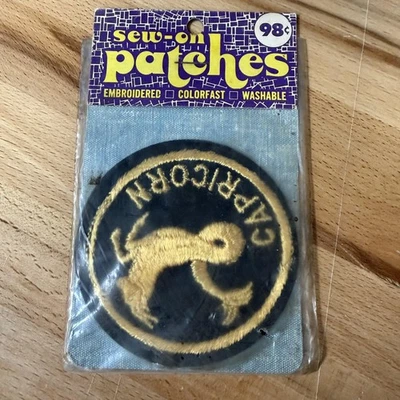 sew-on
98¢
patches
EMBROIDERED □ COLORFAST □ WASHABLE
CAPRICORN